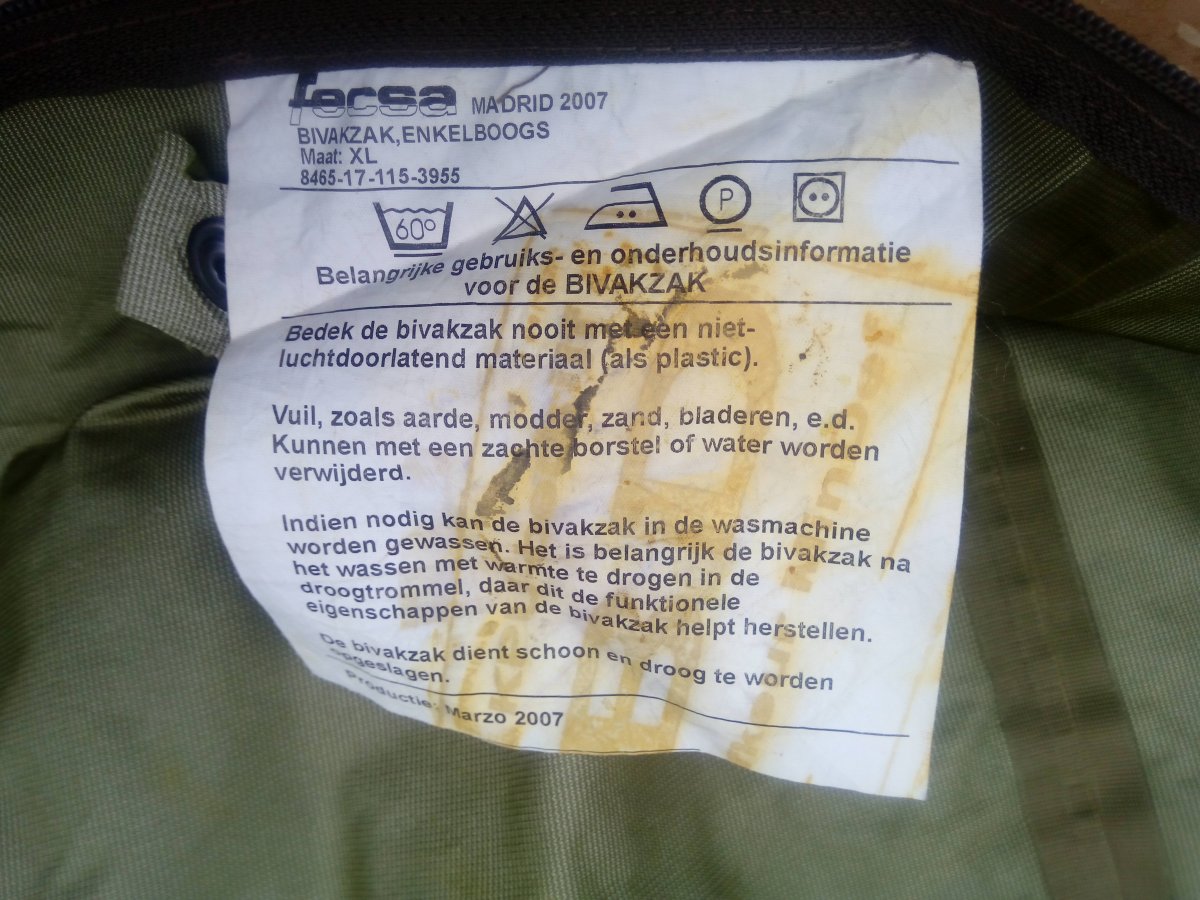 fecsa MADRID 2007
BIVAKZAK,ENKELBOOGS
Maat: XL
8465-17-115-3955
60° P
Belangrijke gebruiks- en onderhoudsinformatie
voor de BIVAKZAK
Bedek de bivakzak nooit met een niet-
luchtdoorlatend materiaal (als plastic).
Vuil, zoals aarde, modder, zand, bladeren, e.d.
Kunnen met een zachte borstel of water worden
verwijderd.
Indien nodig kan de bivakzak in de wasmachine
worden gewassen. Het is belangrijk de bivakzak na
het wassen met warmte te drogen in de
droogtrommel, daar dit de funktionele
eigenschappen van de bivakzak helpt herstellen.
De bivakzak dient schoon en droog te worden
opgeslagen.
Productie: Marzo 2007